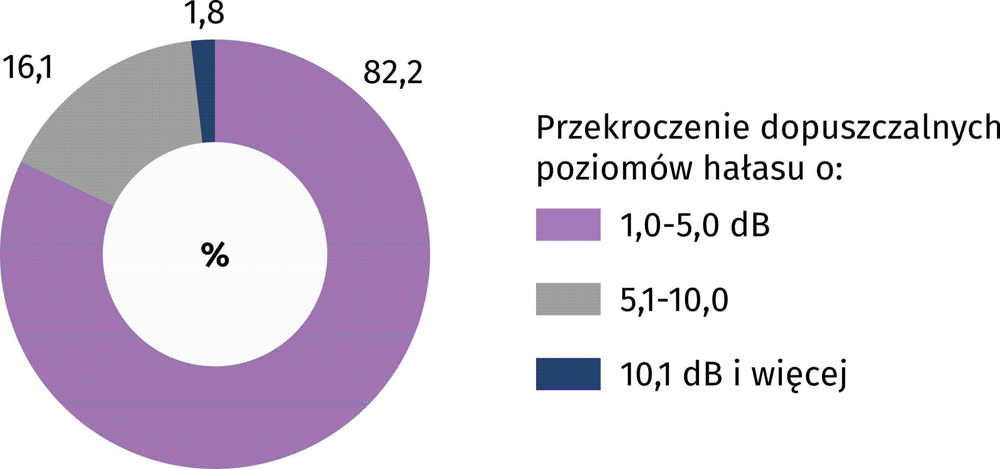 1,8
16,1
82,2
%
Przekroczenie dopuszczalnych
poziomów hałasu o:
1,0-5,0 dB
5,1-10,0
10,1 dB i więcej